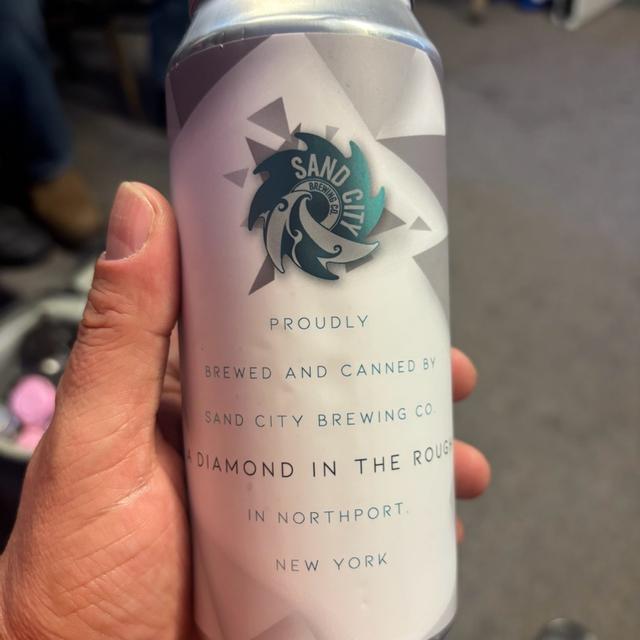 SAND CITY
BREWING CO.
PROUDLY
BREWED AND CANNED BY
SAND CITY BREWING CO.
A DIAMOND IN THE ROUGH
IN NORTHPORT,
NEW YORK